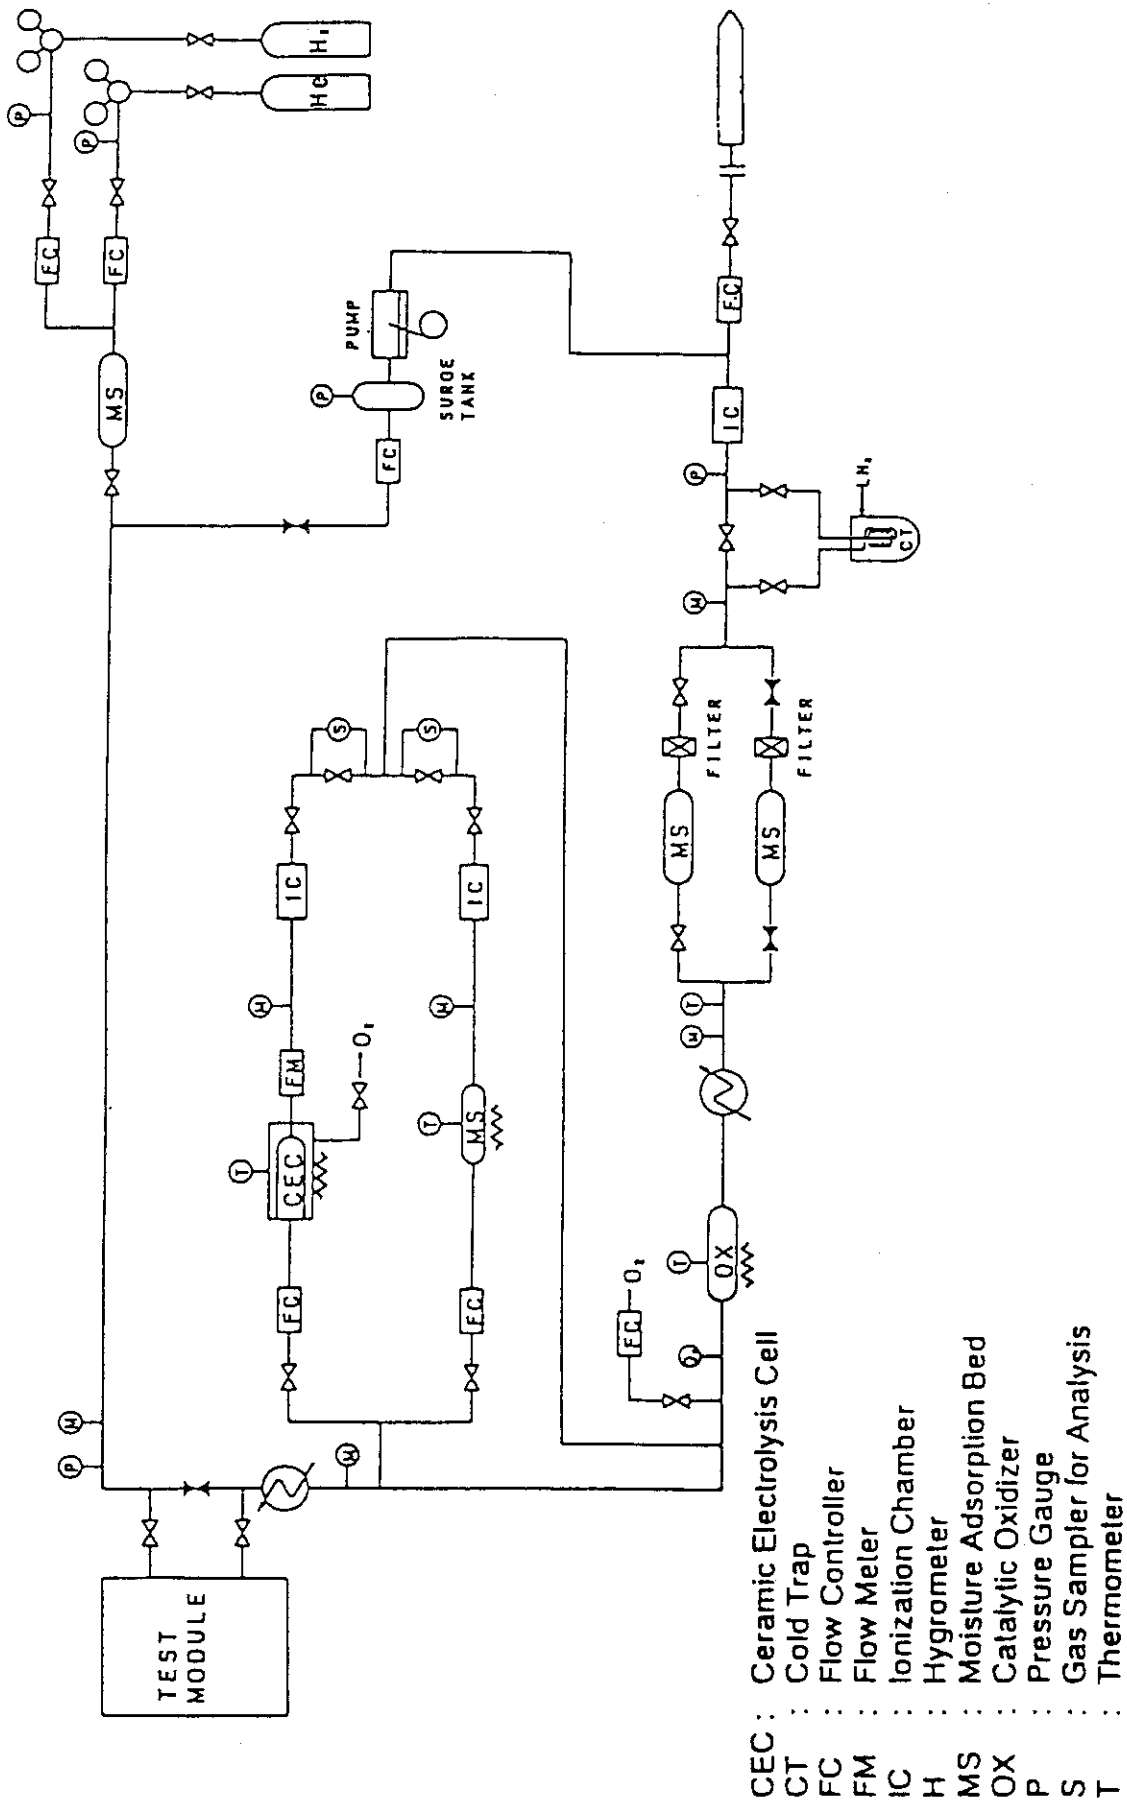 TEST
MODULE
P
H
P
FC
P
FC
MS
H₂
He
T
H
FC
CEC
FM
IC
S
H
O₂
P
PUMP
FC
SURGE
TANK
T
H
S
FC
MS
IC
FC
O₂
O₂
T
OX
H
T
MS
FILTER
MS
FILTER
H
P
IC
FC
LN₂
CT
CEC : Ceramic Electrolysis Cell
CT : Cold Trap
FC : Flow Controller
FM : Flow Meter
IC : Ionization Chamber
H : Hygrometer
MS : Moisture Adsorption Bed
OX : Catalytic Oxidizer
P : Pressure Gauge
S : Gas Sampler for Analysis
T : Thermometer